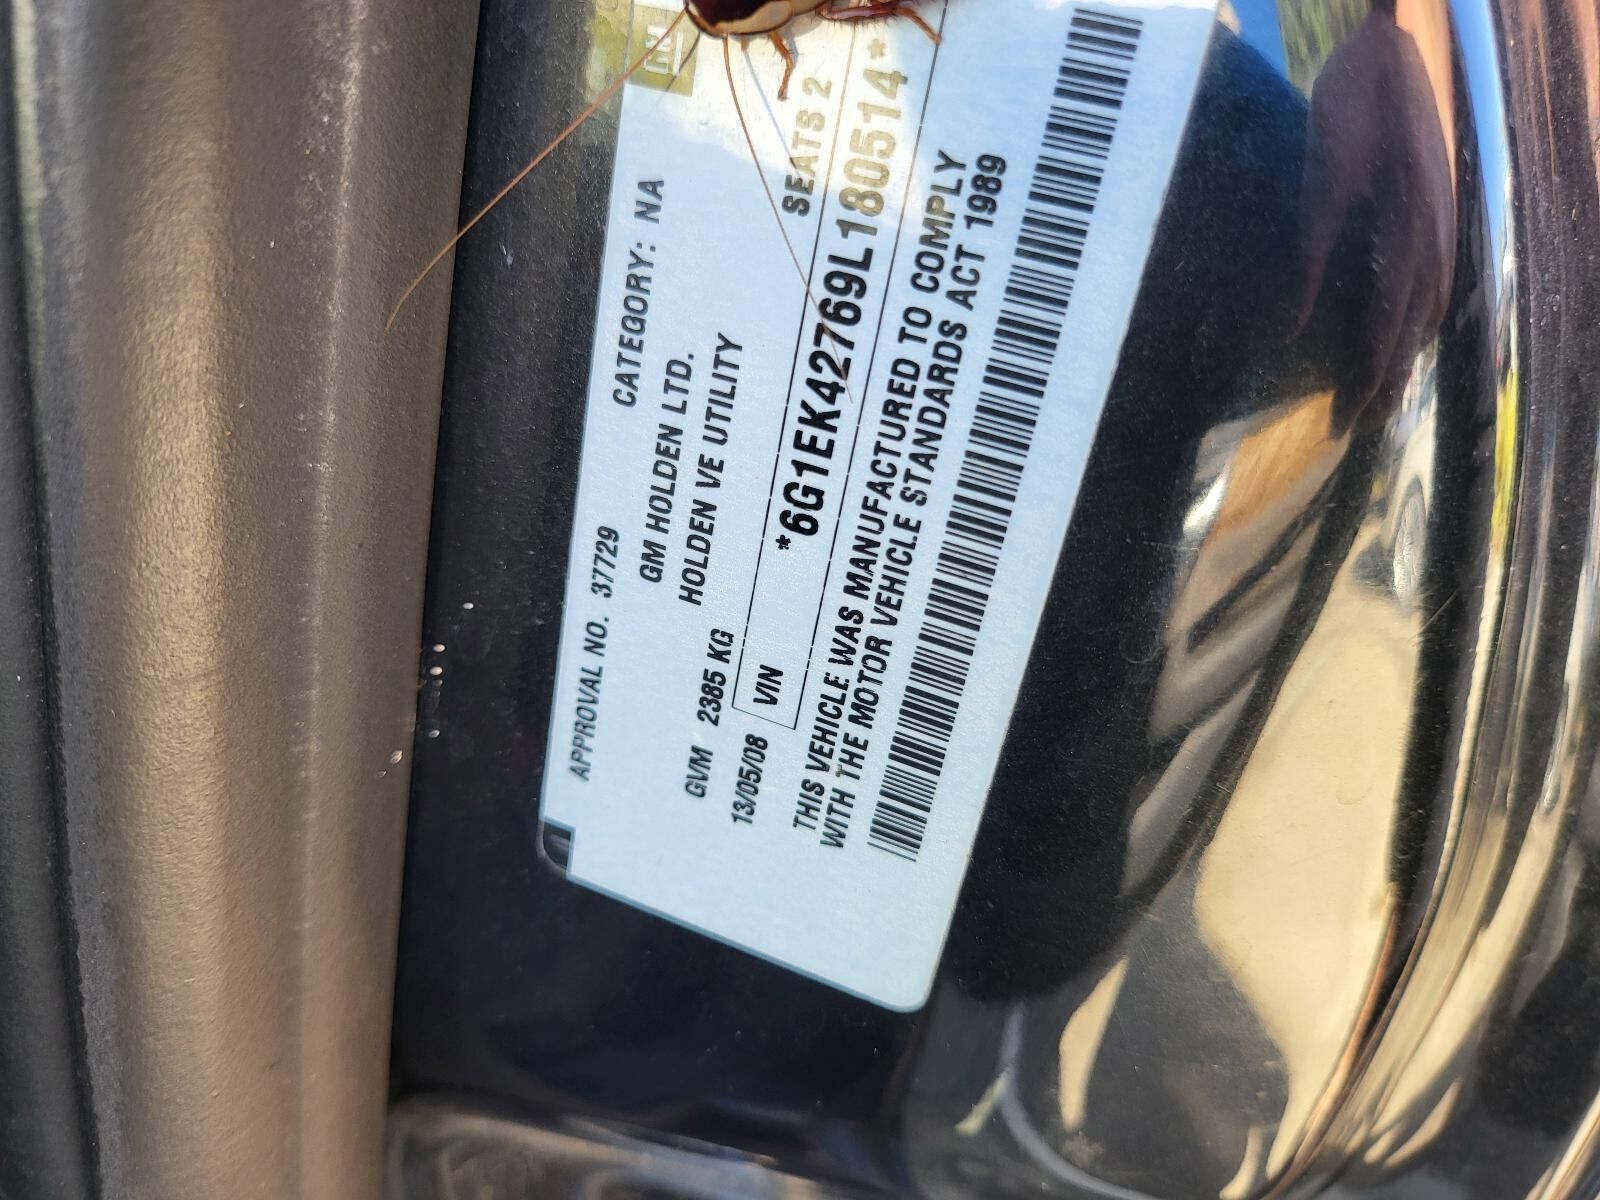 GM
APPROVAL NO. 37729 CATEGORY: NA
GM HOLDEN LTD.
HOLDEN VE UTILITY
GVM 2385 KG SEATS 2
13/05/08 VIN *6G1EK42769L180514*
THIS VEHICLE WAS MANUFACTURED TO COMPLY
WITH THE MOTOR VEHICLE STANDARDS ACT 1989